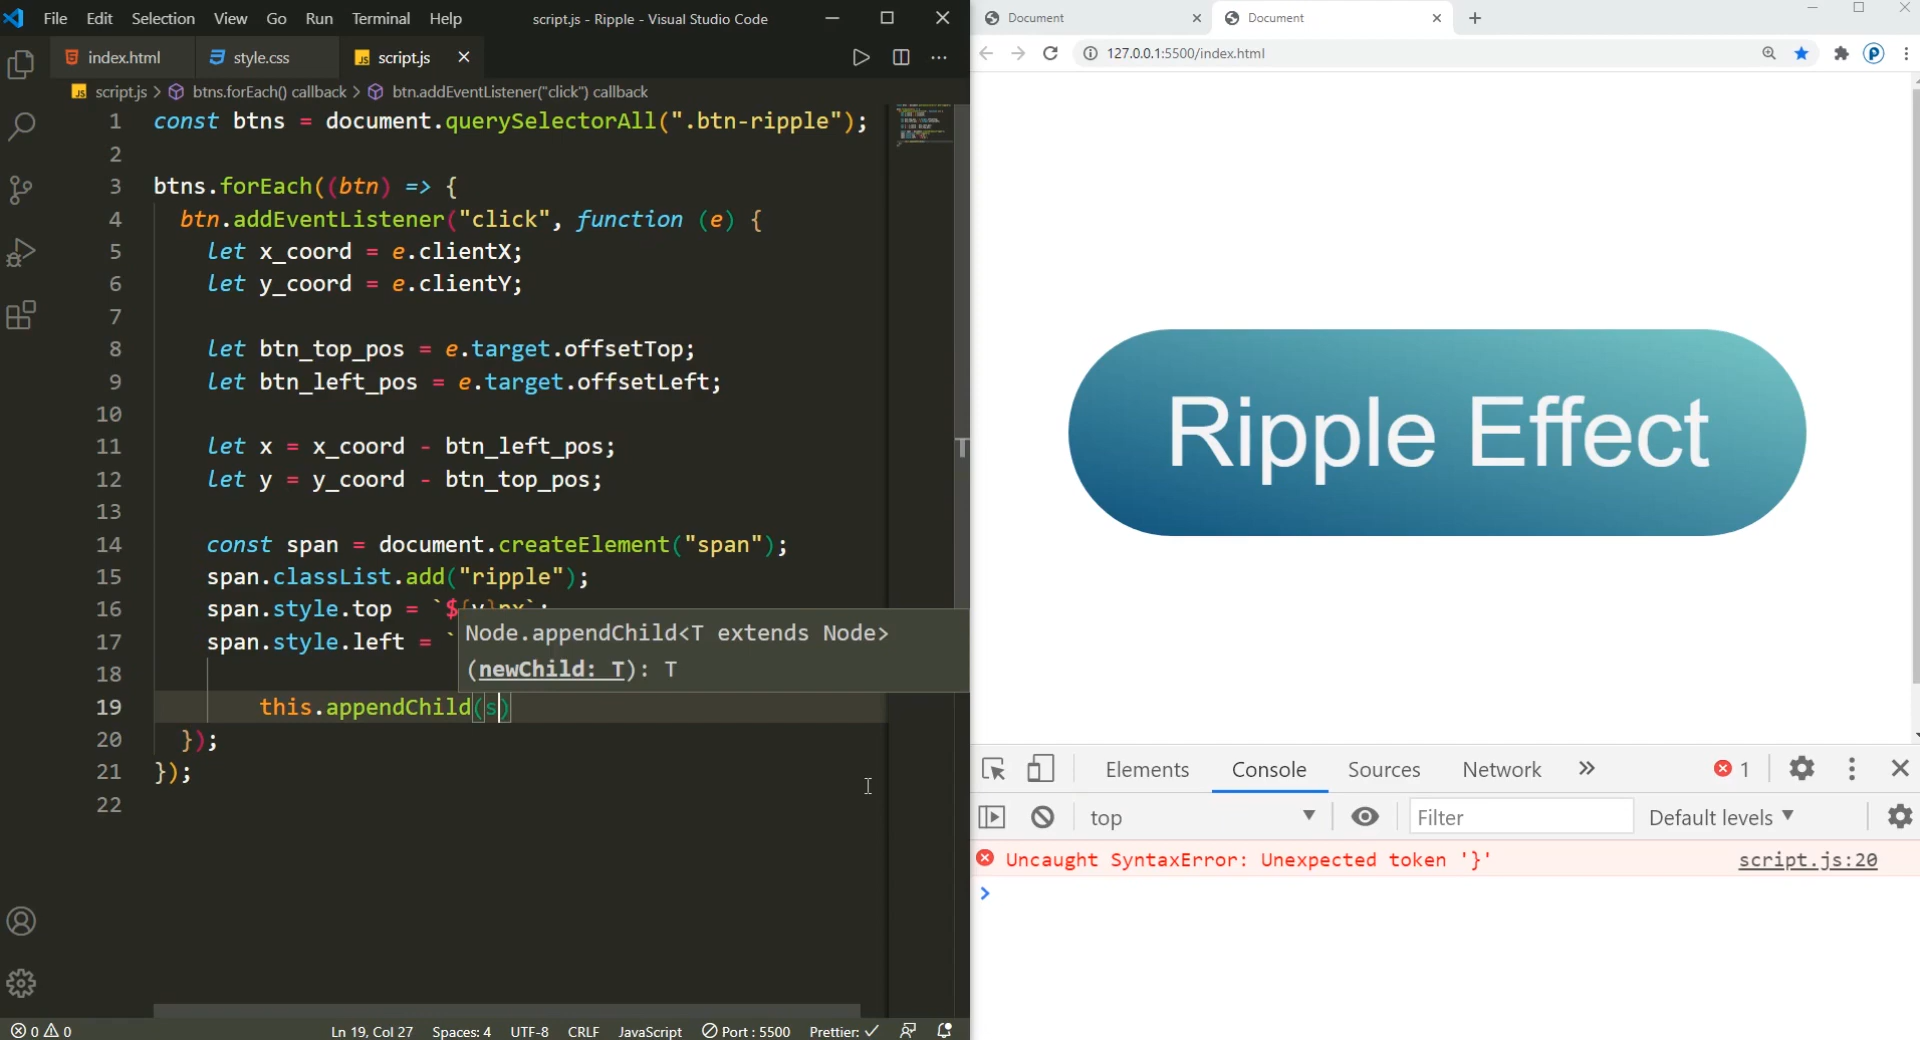 File Edit Selection View Go Run Terminal Help script.js - Ripple - Visual Studio Code
index.html style.css JS script.js
JS script.js > btns.forEach() callback > btn.addEventListener("click") callback
1 const btns = document.querySelectorAll(".btn-ripple");
2
3 btns.forEach((btn) => {
4 btn.addEventListener("click", function (e) {
5 let x_coord = e.clientX;
6 let y_coord = e.clientY;
7
8 let btn_top_pos = e.target.offsetTop;
9 let btn_left_pos = e.target.offsetLeft;
10
11 let x = x_coord - btn_left_pos;
12 let y = y_coord - btn_top_pos;
13
14 const span = document.createElement("span");
15 span.classList.add("ripple");
16 span.style.top = `${y}px`;
17 span.style.left = `
Node.appendChild<T extends Node>
(newChild: T): T
18
19 this.appendChild(s)
20 });
21 });
22
0 0 Ln 19, Col 27 Spaces: 4 UTF-8 CRLF JavaScript Port : 5500 Prettier: ✓
Document Document
127.0.0.1:5500/index.html
Ripple Effect
Elements Console Sources Network » 1
top Filter Default levels
Uncaught SyntaxError: Unexpected token '}' script.js:20
>